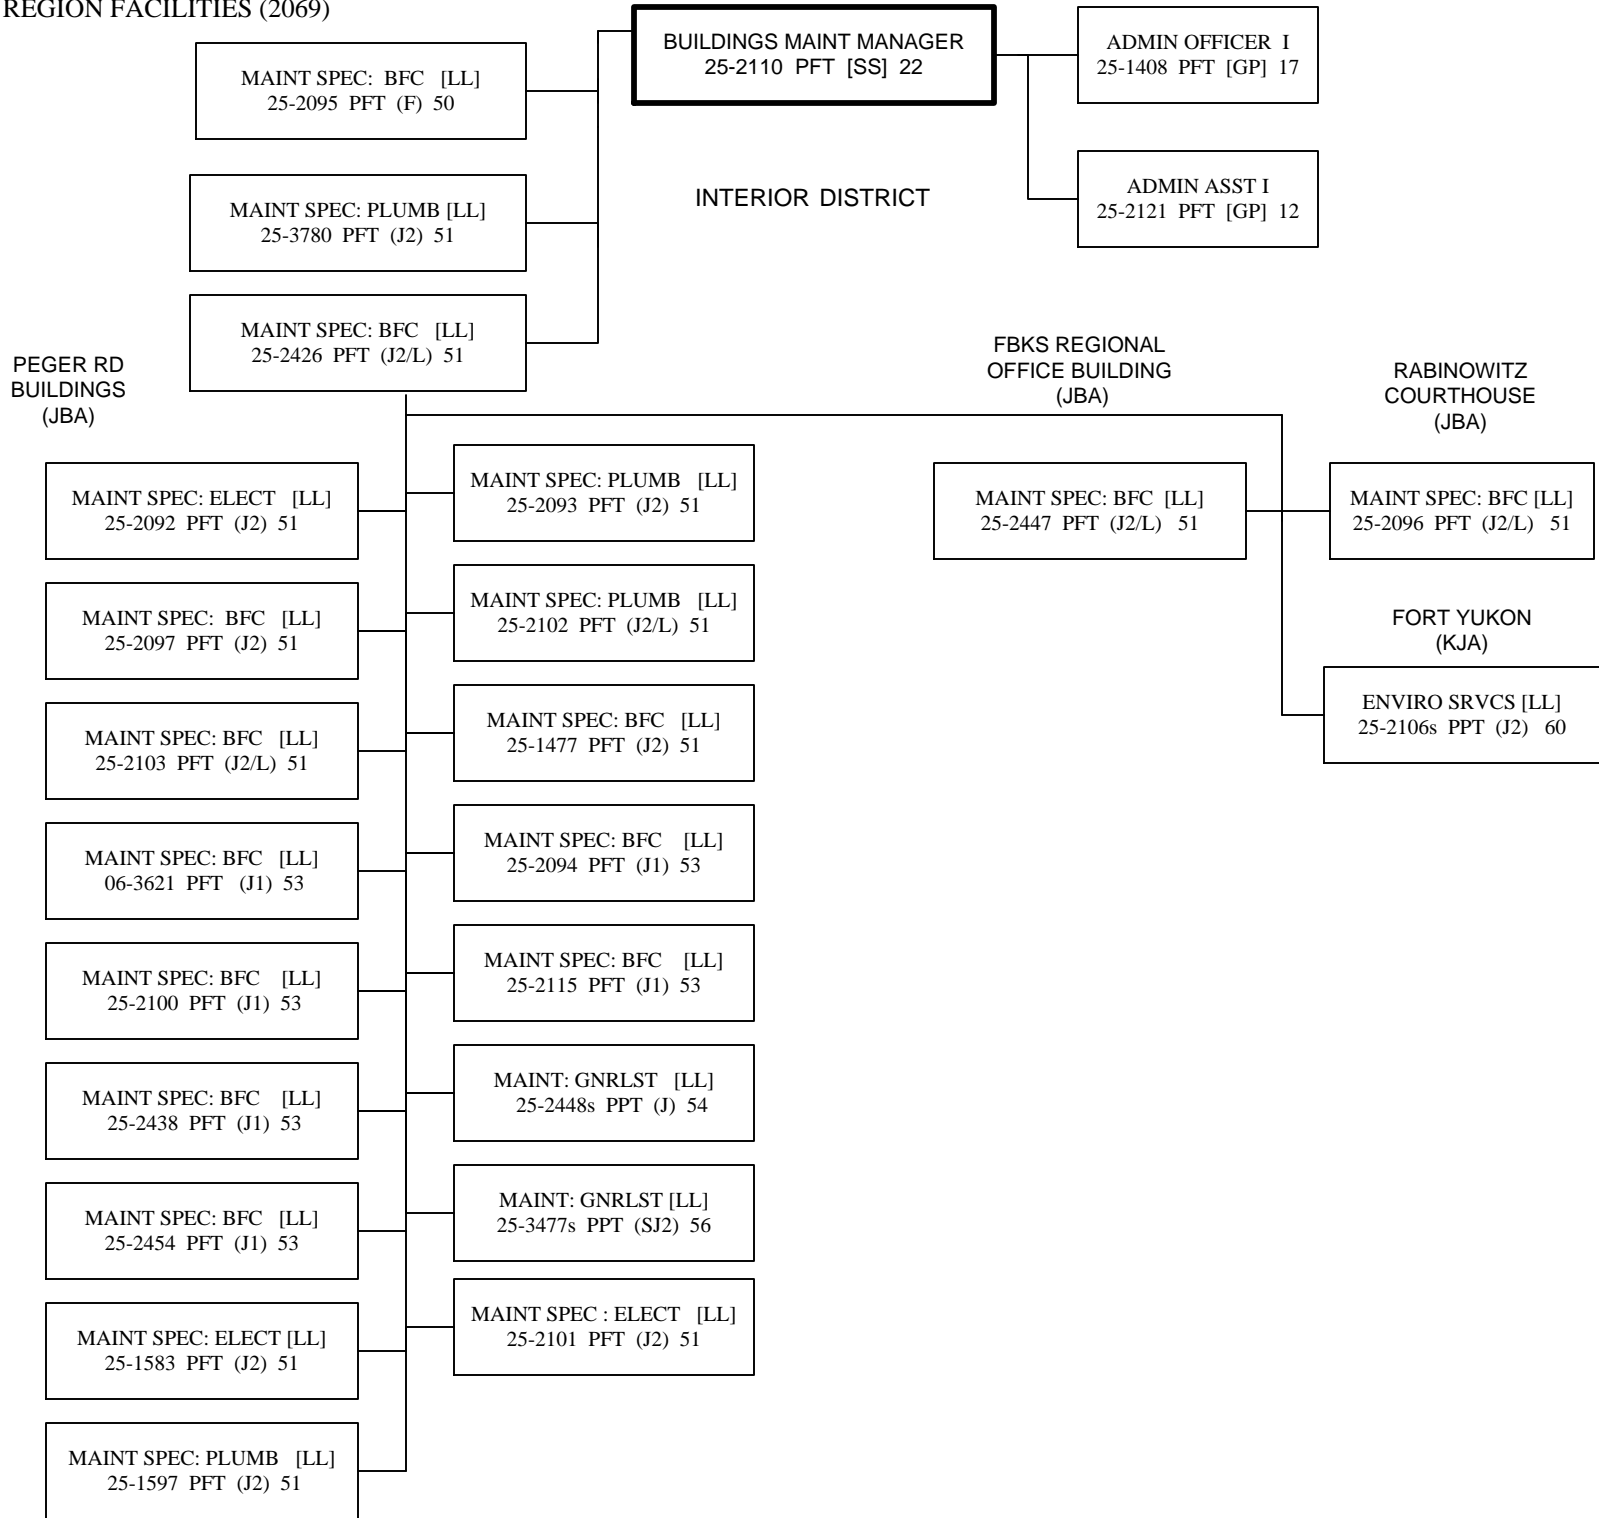 REGION FACILITIES (2069)
BUILDINGS MAINT MANAGER
25-2110 PFT [SS] 22
ADMIN OFFICER I
25-1408 PFT [GP] 17
MAINT SPEC: BFC [LL]
25-2095 PFT (F) 50
ADMIN ASST I
25-2121 PFT [GP] 12
INTERIOR DISTRICT
MAINT SPEC: PLUMB [LL]
25-3780 PFT (J2) 51
MAINT SPEC: BFC [LL]
25-2426 PFT (J2/L) 51
PEGER RD
BUILDINGS
(JBA)
FBKS REGIONAL
OFFICE BUILDING
(JBA)
RABINOWITZ
COURTHOUSE
(JBA)
MAINT SPEC: ELECT [LL]
25-2092 PFT (J2) 51
MAINT SPEC: PLUMB [LL]
25-2093 PFT (J2) 51
MAINT SPEC: BFC [LL]
25-2447 PFT (J2/L) 51
MAINT SPEC: BFC [LL]
25-2096 PFT (J2/L) 51
MAINT SPEC: BFC [LL]
25-2097 PFT (J2) 51
MAINT SPEC: PLUMB [LL]
25-2102 PFT (J2/L) 51
FORT YUKON
(KJA)
ENVIRO SRVCS [LL]
25-2106s PPT (J2) 60
MAINT SPEC: BFC [LL]
25-2103 PFT (J2/L) 51
MAINT SPEC: BFC [LL]
25-1477 PFT (J2) 51
MAINT SPEC: BFC [LL]
06-3621 PFT (J1) 53
MAINT SPEC: BFC [LL]
25-2094 PFT (J1) 53
MAINT SPEC: BFC [LL]
25-2100 PFT (J1) 53
MAINT SPEC: BFC [LL]
25-2115 PFT (J1) 53
MAINT SPEC: BFC [LL]
25-2438 PFT (J1) 53
MAINT: GNRLST [LL]
25-2448s PPT (J) 54
MAINT SPEC: BFC [LL]
25-2454 PFT (J1) 53
MAINT: GNRLST [LL]
25-3477s PPT (SJ2) 56
MAINT SPEC: ELECT [LL]
25-1583 PFT (J2) 51
MAINT SPEC : ELECT [LL]
25-2101 PFT (J2) 51
MAINT SPEC: PLUMB [LL]
25-1597 PFT (J2) 51